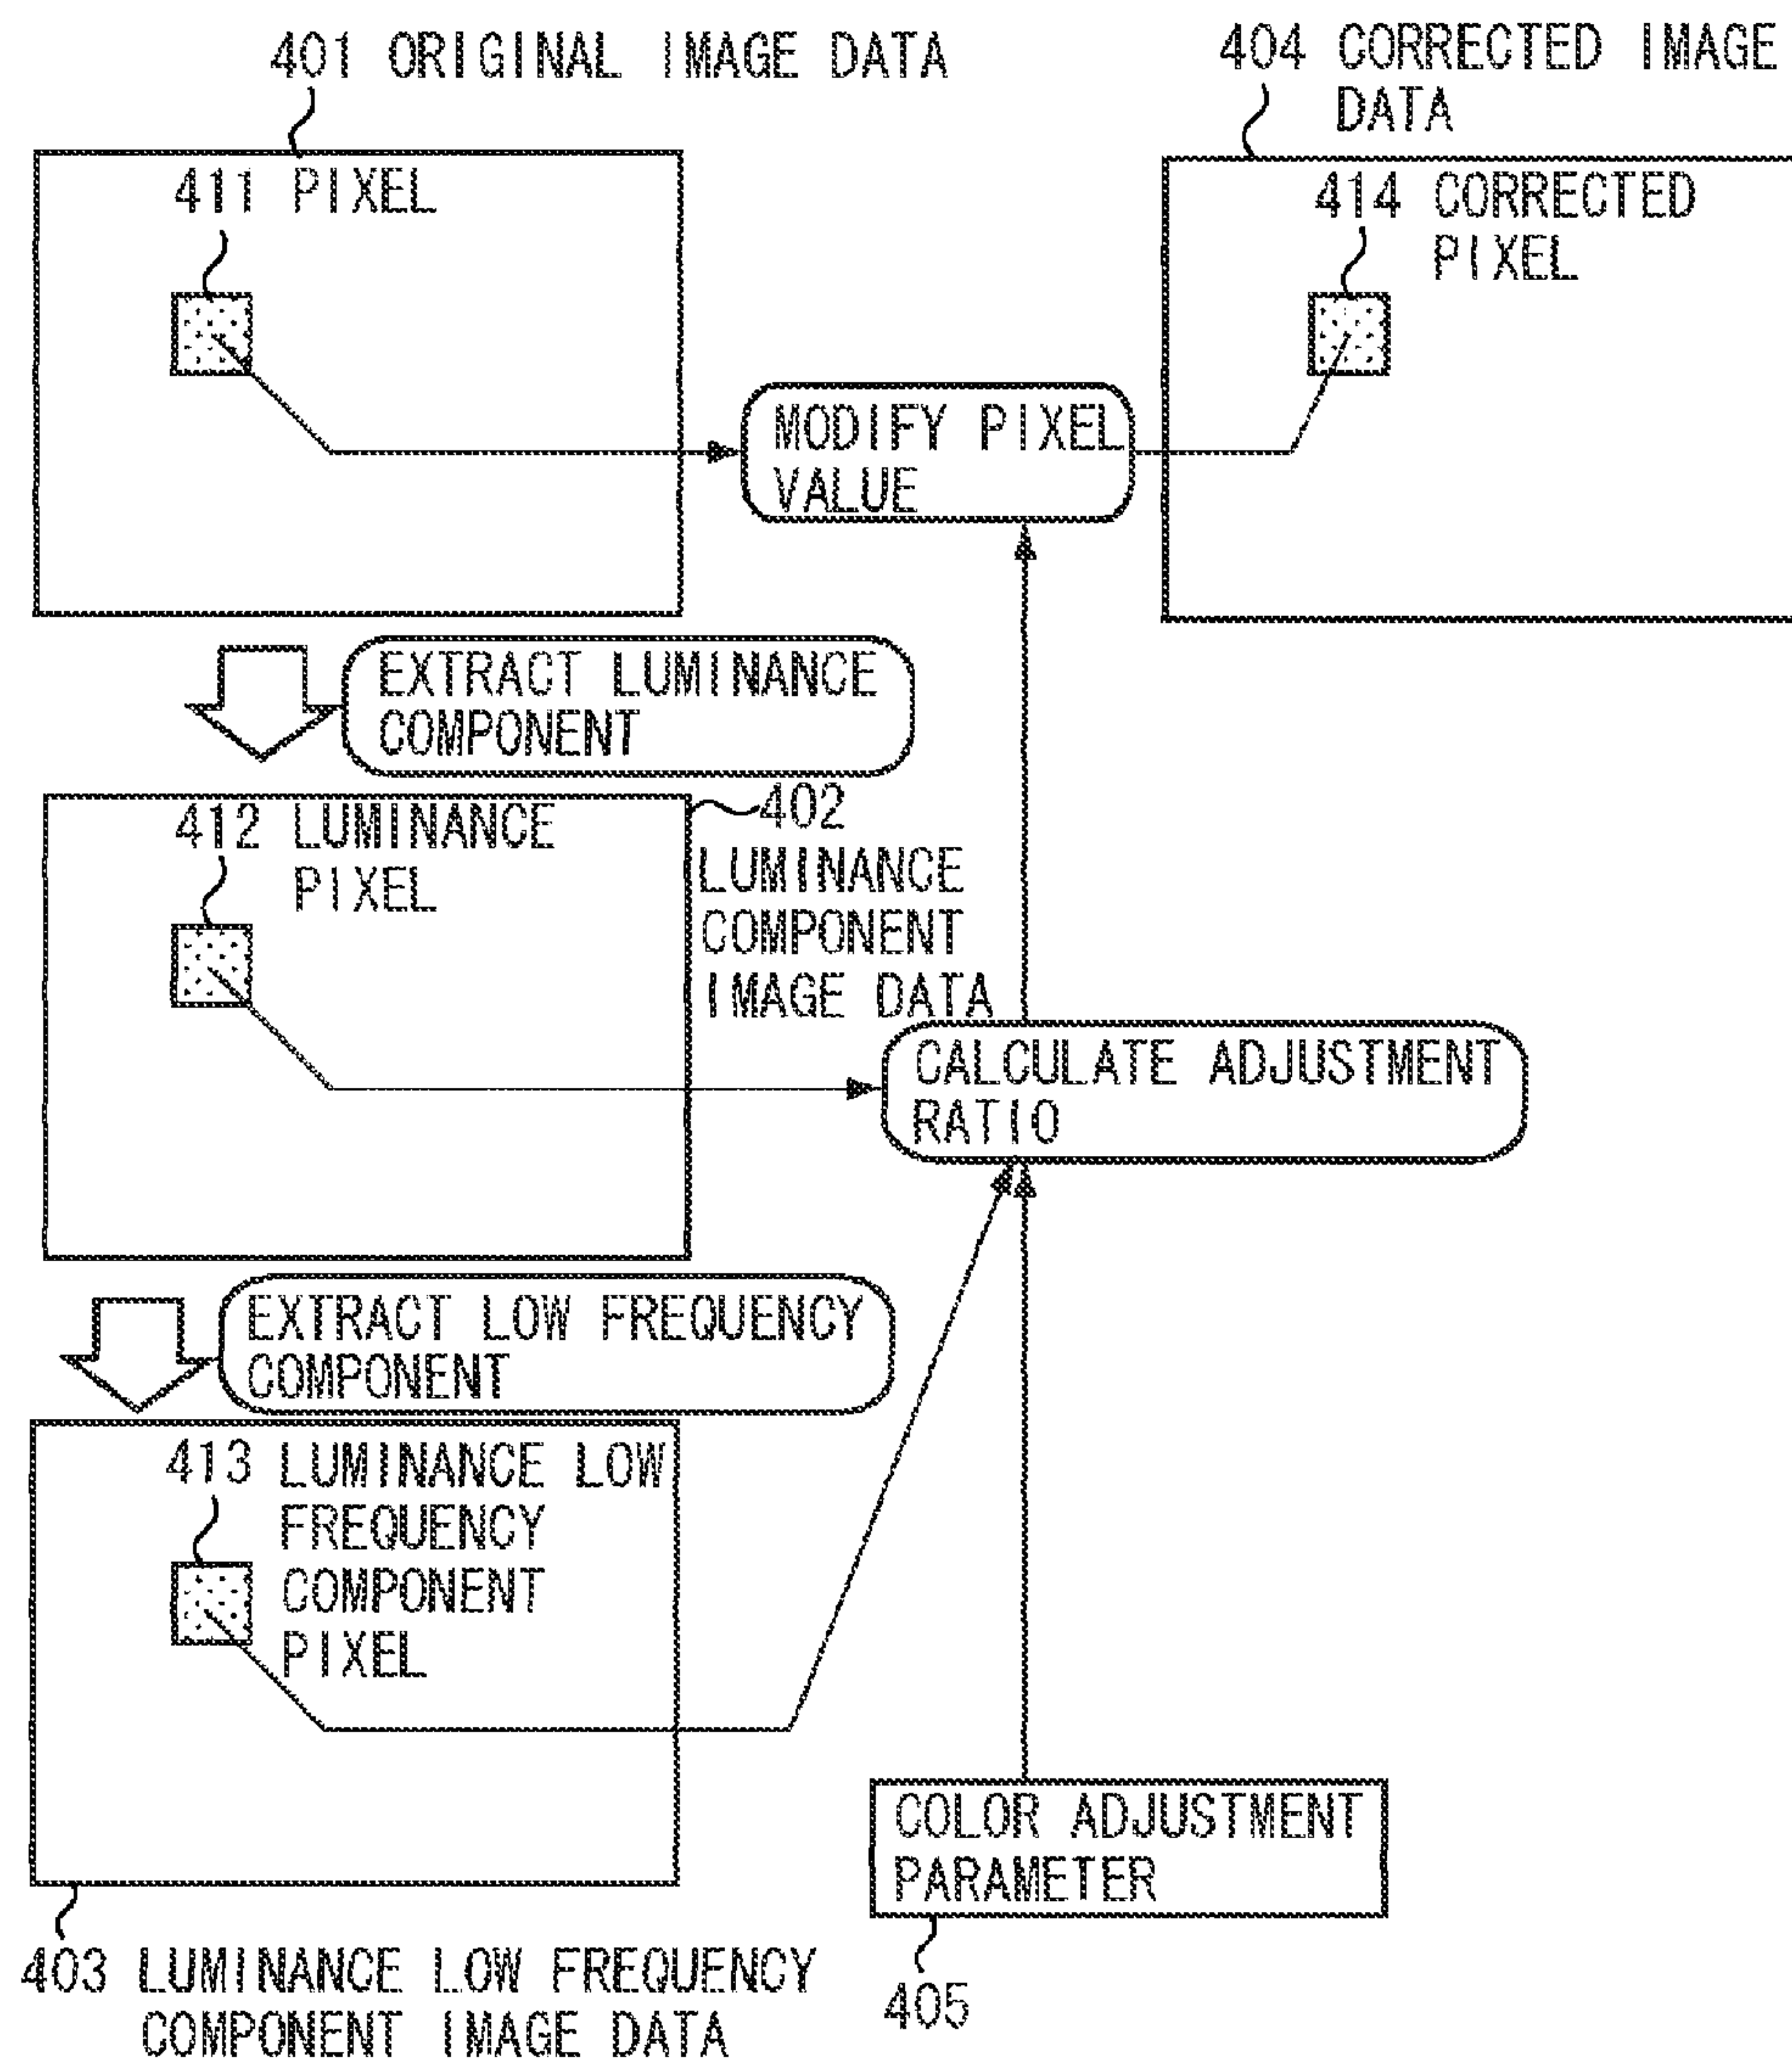 401 ORIGINAL IMAGE DATA
404 CORRECTED IMAGE
DATA
411 PIXEL
414 CORRECTED
PIXEL
MODIFY PIXEL
VALUE
EXTRACT LUMINANCE
COMPONENT
412 LUMINANCE
PIXEL
402
LUMINANCE
COMPONENT
IMAGE DATA
CALCULATE ADJUSTMENT
RATIO
EXTRACT LOW FREQUENCY
COMPONENT
413 LUMINANCE LOW
FREQUENCY
COMPONENT
PIXEL
COLOR ADJUSTMENT
PARAMETER
405
403 LUMINANCE LOW FREQUENCY
COMPONENT IMAGE DATA